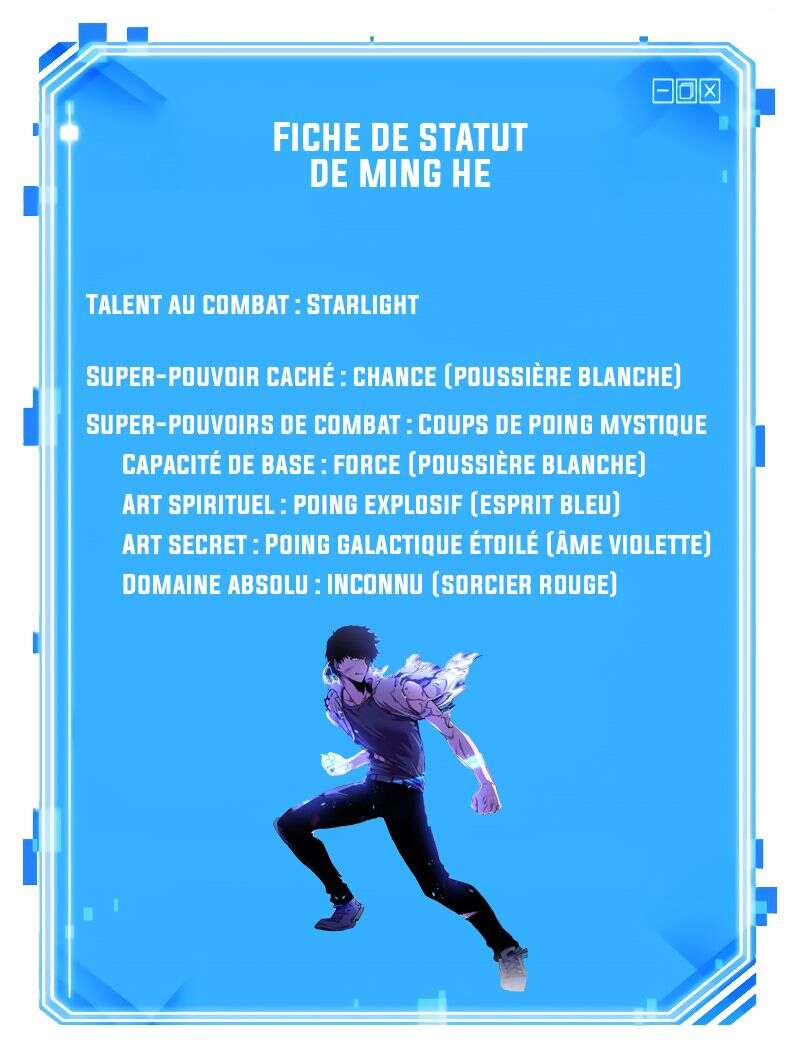 Fiche de statut
de Ming He
Talent au combat : Starlight
Super-pouvoir caché : chance (poussière blanche)
Super-pouvoirs de combat : Coups de poing mystique
Capacité de base : force (poussière blanche)
Art spirituel : poing explosif (esprit bleu)
Art secret : Poing galactique étoilé (âme violette)
Domaine absolu : INCONNU (sorcier rouge)